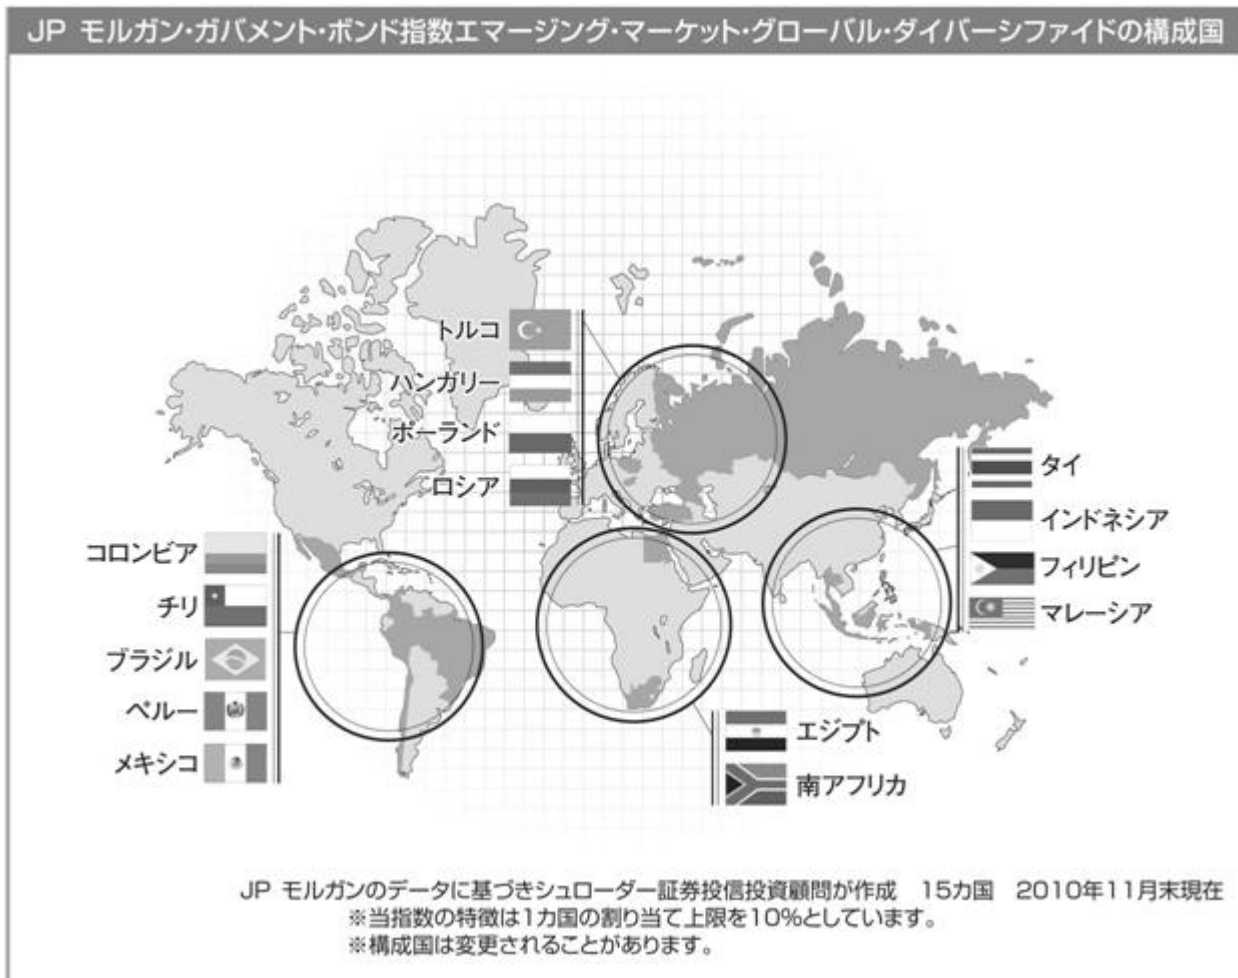 JP モルガン・ガバメント・ボンド指数エマージング・マーケット・グローバル・ダイバーシファイドの構成国
トルコ
ハンガリー
ポーランド
ロシア
タイ
インドネシア
フィリピン
マレーシア
コロンビア
チリ
ブラジル
ペルー
メキシコ
エジプト
南アフリカ
JP モルガンのデータに基づきシュローダー証券投信投資顧問が作成　15カ国　2010年11月末現在
※当指数の特徴は1カ国の割り当て上限を10%としています。
※構成国は変更されることがあります。